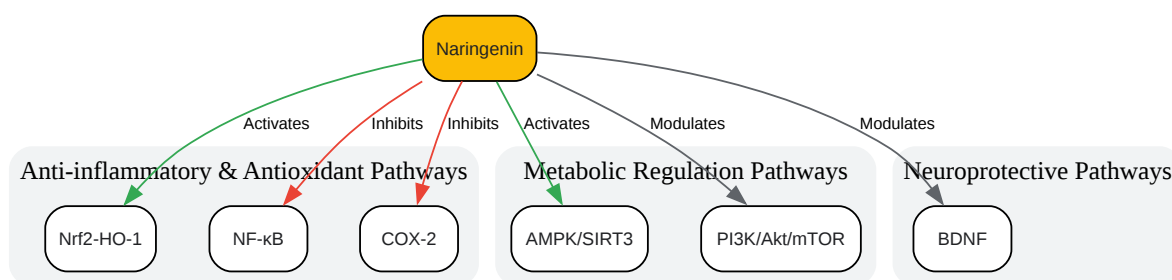 Naringenin
Activates
Inhibits
Inhibits
Activates
Modulates
Modulates
Anti-inflammatory & Antioxidant Pathways
Metabolic Regulation Pathways
Neuroprotective Pathways
Nrf2-HO-1
NF-κB
COX-2
AMPK/SIRT3
PI3K/Akt/mTOR
BDNF